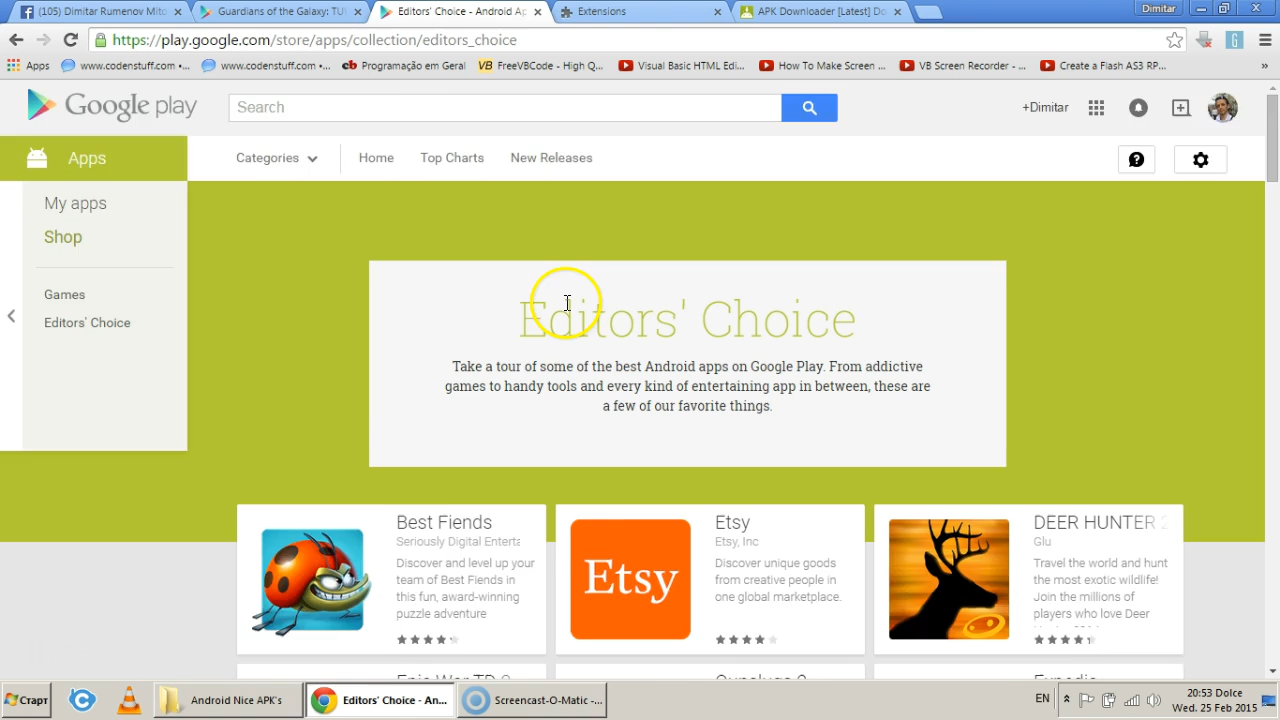 (105) Dimitar Rumenov Mito
Guardians of the Galaxy: TU
Editors' Choice - Android Ap
Extensions
APK Downloader [Latest] Do
Dimitar
https://play.google.com/store/apps/collection/editors_choice
Apps
www.codenstuff.com •...
www.codenstuff.com •...
Programação em Geral
FreeVBCode - High Q...
Visual Basic HTML Edi...
How To Make Screen ...
VB Screen Recorder - ...
Create a Flash AS3 RP...
»
Google play
Search
+Dimitar
Apps
Categories
Home
Top Charts
New Releases
My apps
Shop
Games
Editors' Choice
Editors' Choice
Take a tour of some of the best Android apps on Google Play. From addictive
games to handy tools and every kind of entertaining app in between, these are
a few of our favorite things.
Best Fiends
Seriously Digital Enterta
Discover and level up your
team of Best Fiends in
this fun, award-winning
puzzle adventure
Etsy
Etsy
Etsy, Inc
Discover unique goods
from creative people in
one global marketplace.
DEER HUNTER 2
Glu
Travel the world and hunt
the most exotic wildlife!
Join the millions of
players who love Deer
Epic War TD 2
Expedia
Старт
Android Nice APK's
Editors' Choice - An...
Screencast-O-Matic -...
EN
20:53 Dolce
Wed. 25 Feb 2015